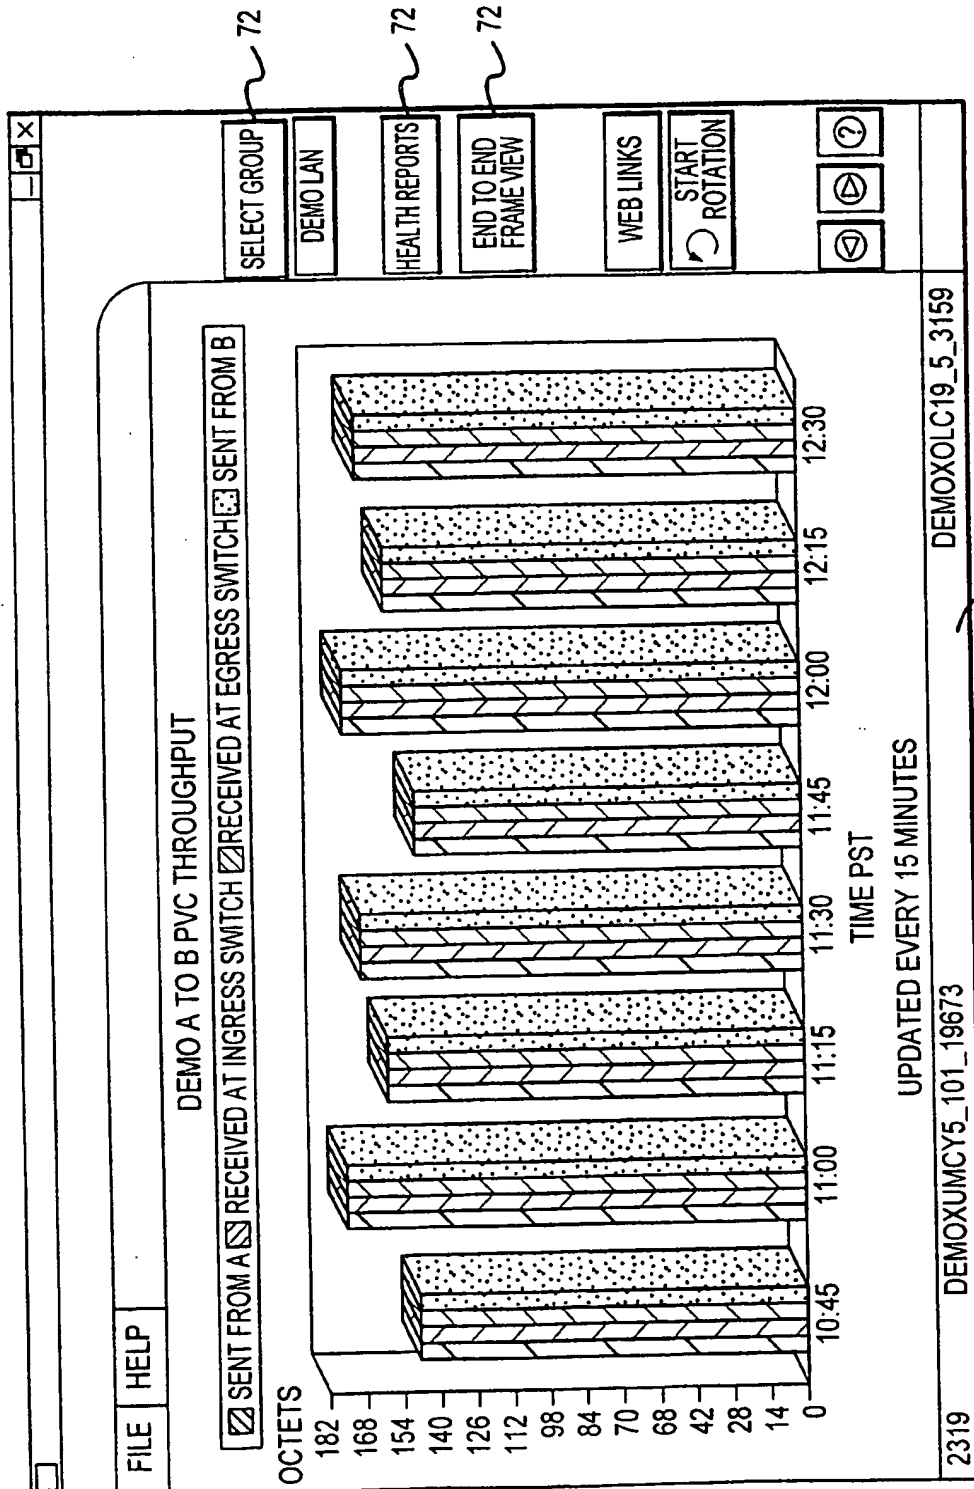 FILE HELP
DEMO A TO B PVC THROUGHPUT
SENT FROM A RECEIVED AT INGRESS SWITCH RECEIVED AT EGRESS SWITCH SENT FROM B
OCTETS
182
168
154
140
126
112
98
84
70
68
42
28
14
0
10:45 11:00 11:15 11:30 11:45 12:00 12:15 12:30
TIME PST
UPDATED EVERY 15 MINUTES
2319 DEMOXUMCY5_101_19673 DEMOXOLC19_5_3159
SELECT GROUP
72
DEMO LAN
HEALTH REPORTS
72
END TO END
FRAME VIEW
72
WEB LINKS
START
ROTATION
?